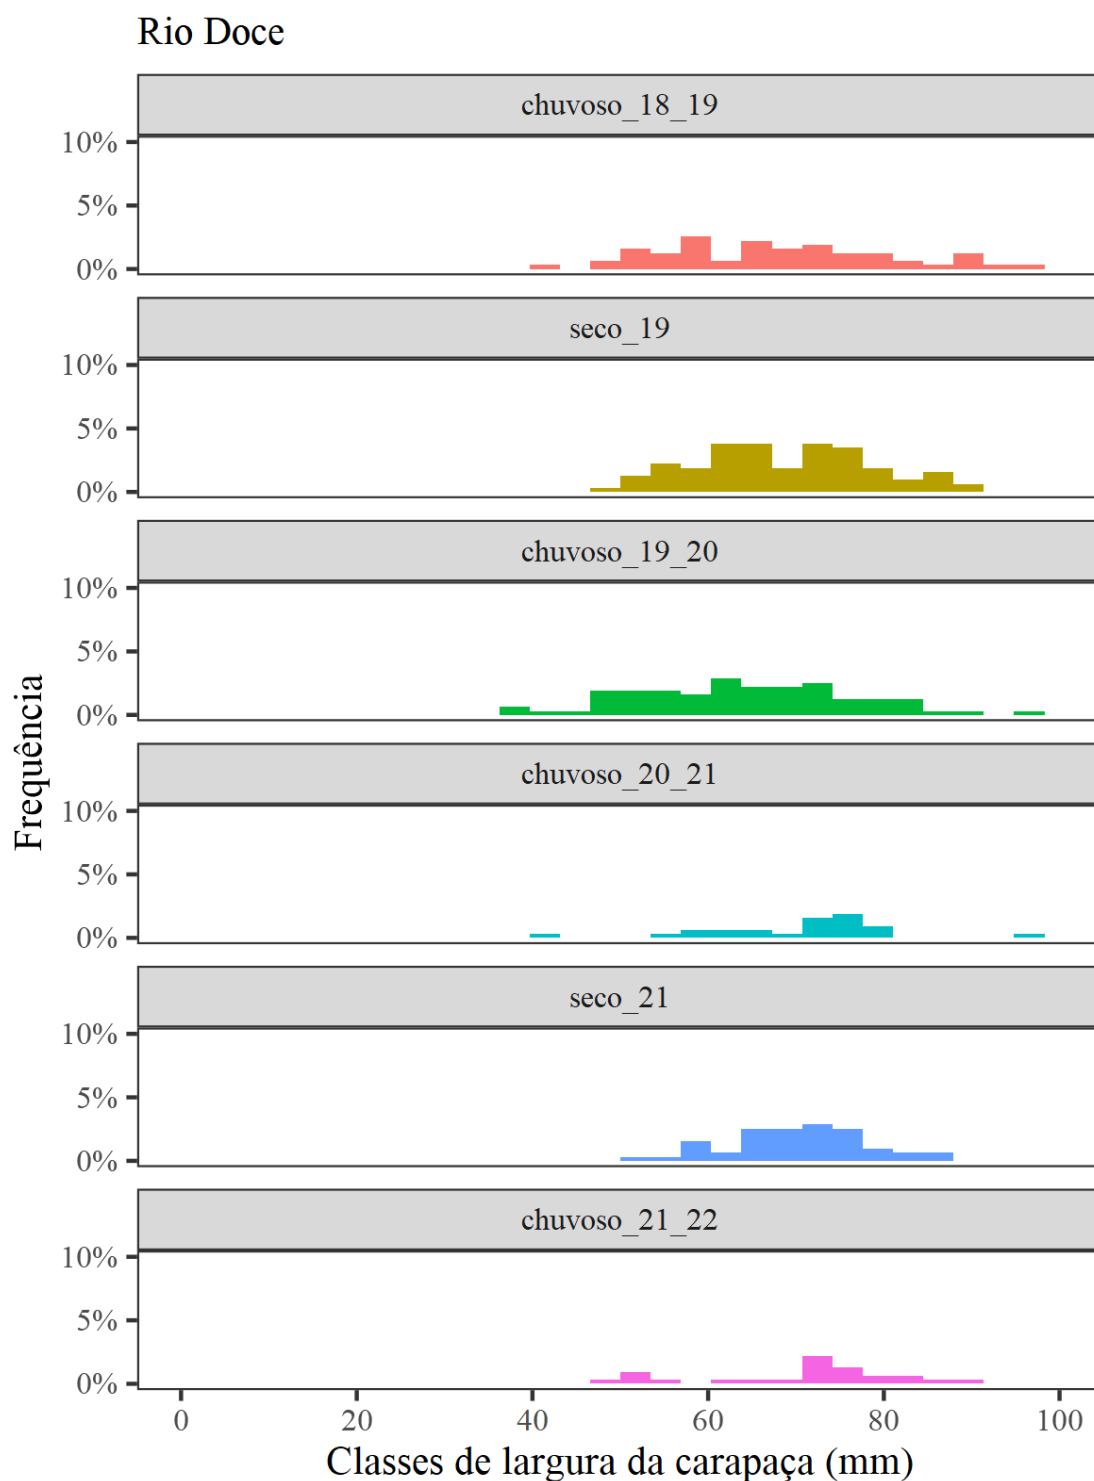 Rio Doce
chuvoso_18_19
10%
5%
0%
seco_19
10%
5%
0%
chuvoso_19_20
10%
5%
0%
chuvoso_20_21
10%
5%
0%
seco_21
10%
5%
0%
chuvoso_21_22
10%
5%
0%
Frequência
0 20 40 60 80 100
Classes de largura da carapaça (mm)